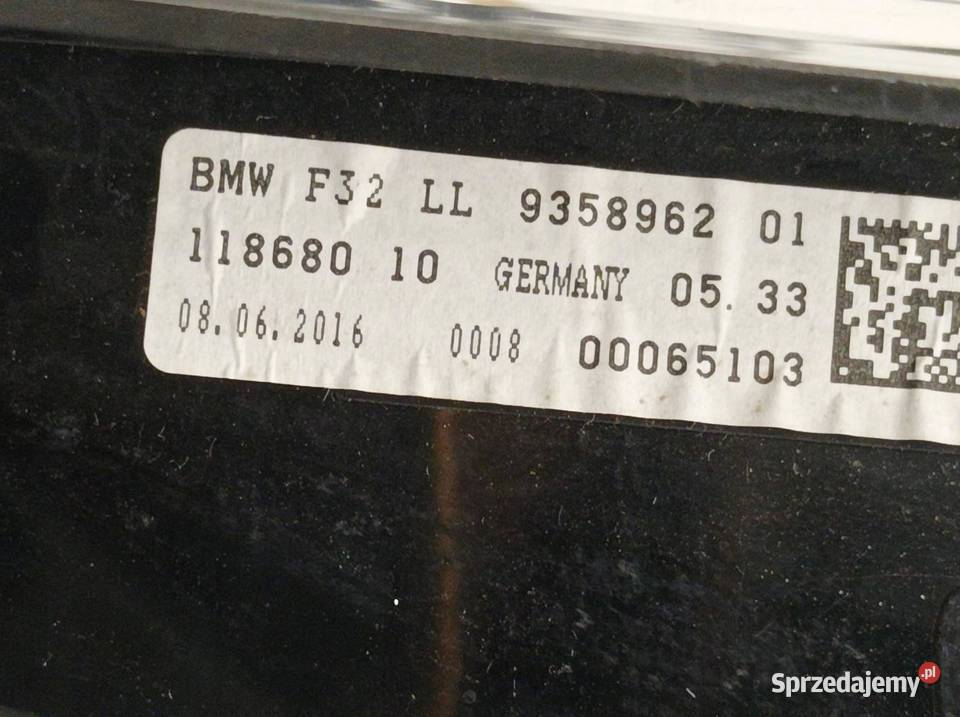 BMW F32 LL 9358962 01
118680 10 GERMANY 05.33
08.06.2016 0008 00065103
Sprzedajemy.pl